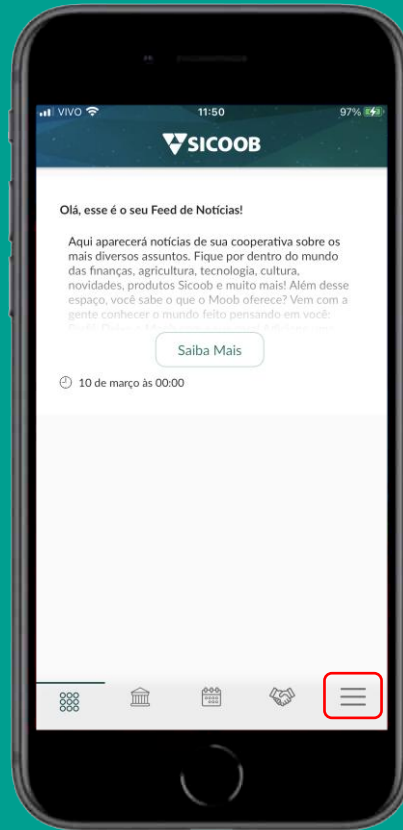 VIVO 11:50 97%
SICOOB
Olá, esse é o seu Feed de Notícias!
Aqui aparecerá notícias de sua cooperativa sobre os
mais diversos assuntos. Fique por dentro do mundo
das finanças, agricultura, tecnologia, cultura,
novidades, produtos Sicoob e muito mais! Além desse
espaço, você sabe o que o Moob oferece? Vem com a
gente conhecer o mundo feito pensando em você:
Saiba Mais
10 de março às 00:00